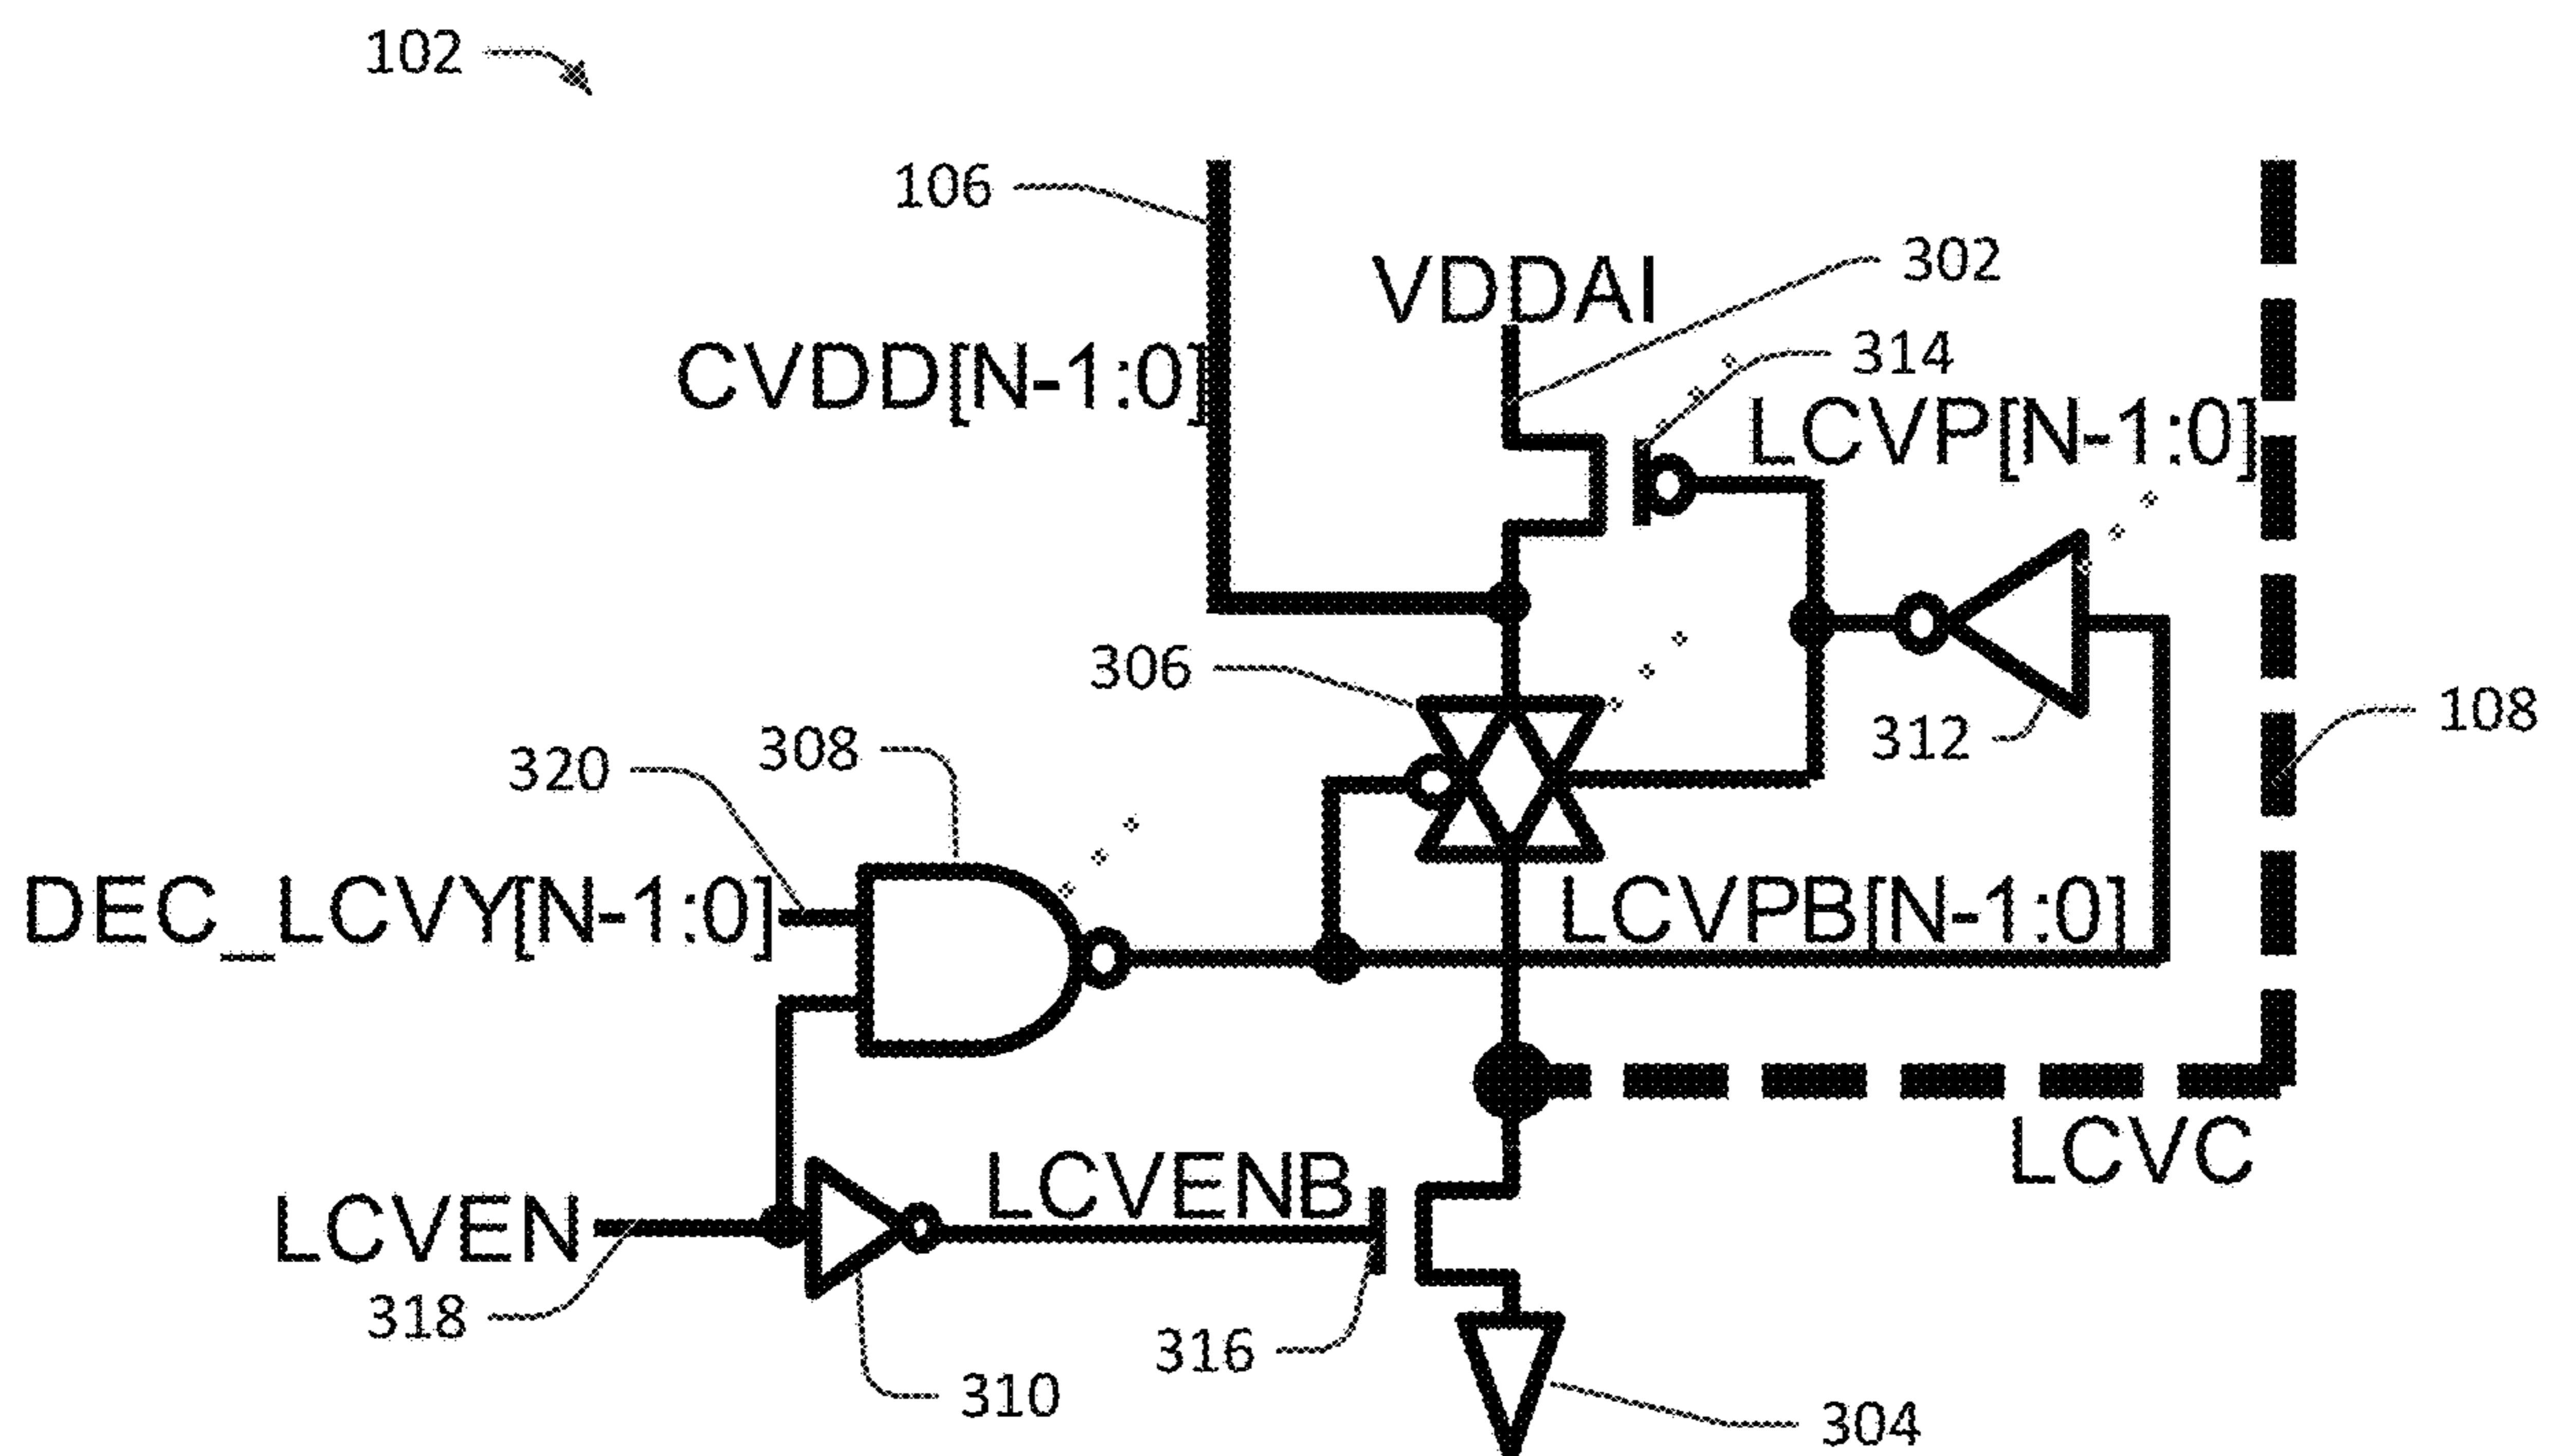 102
106
VDDAI
302
CVDD[N-1:0]
314
LCVP[N-1:0]
306
312
108
320
308
DEC_LCVY[N-1:0]
LCVPB[N-1:0]
LCVEN
LCVENB
LCVC
318
316
310
304